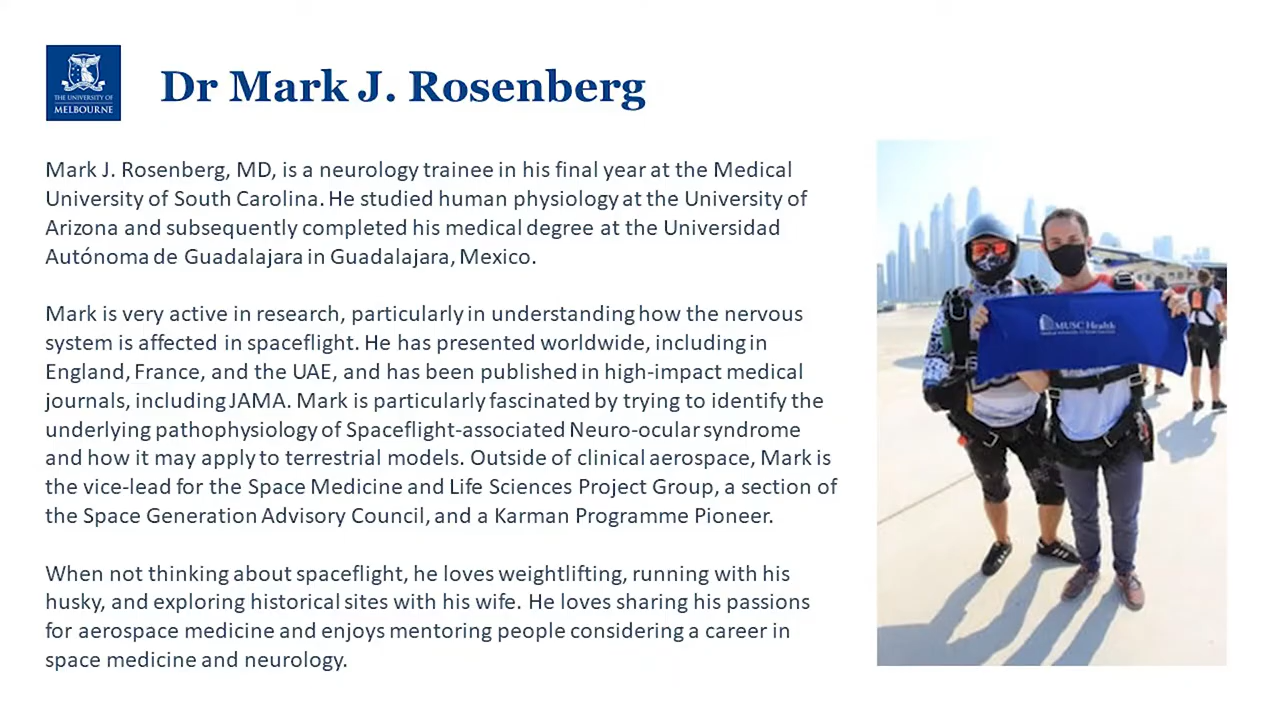 THE UNIVERSITY OF
MELBOURNE
Dr Mark J. Rosenberg
Mark J. Rosenberg, MD, is a neurology trainee in his final year at the Medical
University of South Carolina. He studied human physiology at the University of
Arizona and subsequently completed his medical degree at the Universidad
Autónoma de Guadalajara in Guadalajara, Mexico.
Mark is very active in research, particularly in understanding how the nervous
system is affected in spaceflight. He has presented worldwide, including in
England, France, and the UAE, and has been published in high-impact medical
journals, including JAMA. Mark is particularly fascinated by trying to identify the
underlying pathophysiology of Spaceflight-associated Neuro-ocular syndrome
and how it may apply to terrestrial models. Outside of clinical aerospace, Mark is
the vice-lead for the Space Medicine and Life Sciences Project Group, a section of
the Space Generation Advisory Council, and a Karman Programme Pioneer.
When not thinking about spaceflight, he loves weightlifting, running with his
husky, and exploring historical sites with his wife. He loves sharing his passions
for aerospace medicine and enjoys mentoring people considering a career in
space medicine and neurology.
MUSC Health